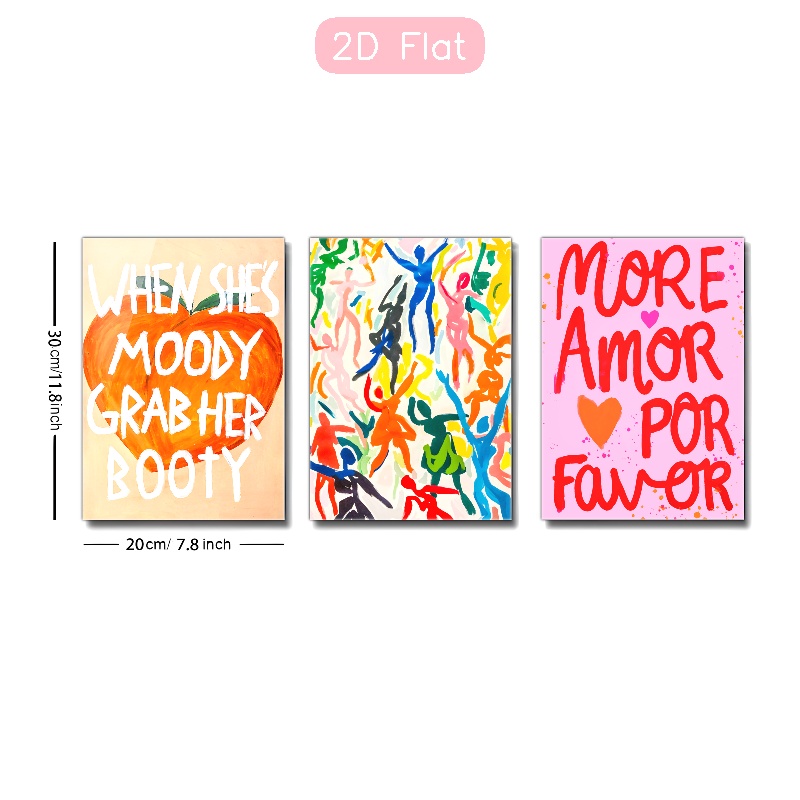 2D Flat
WHEN SHE'S
MOODY
GRAB HER
BOOTY
MORE
AMOR
POR
FAVOR
30cm/11.8inch
20cm/ 7.8 inch